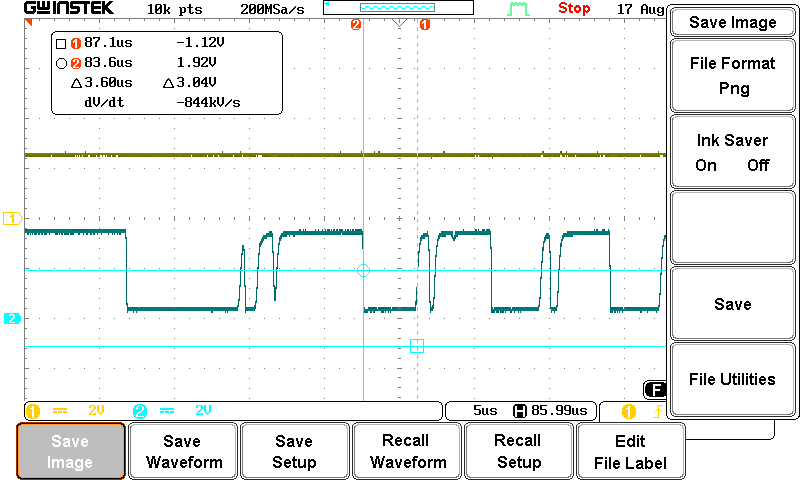 GWINSTEK 10k pts 200MSa/s Stop 17 Aug
2 1
1 87.1us -1.12V
2 83.6us 1.92V
△3.60us △3.04V
dV/dt -844kV/s
1
2
F
1 2V 2 2V 5us H 85.99us 1
Save Image
File Format
Png
Ink Saver
On Off
Save
File Utilities
Save
Image
Save
Waveform
Save
Setup
Recall
Waveform
Recall
Setup
Edit
File Label